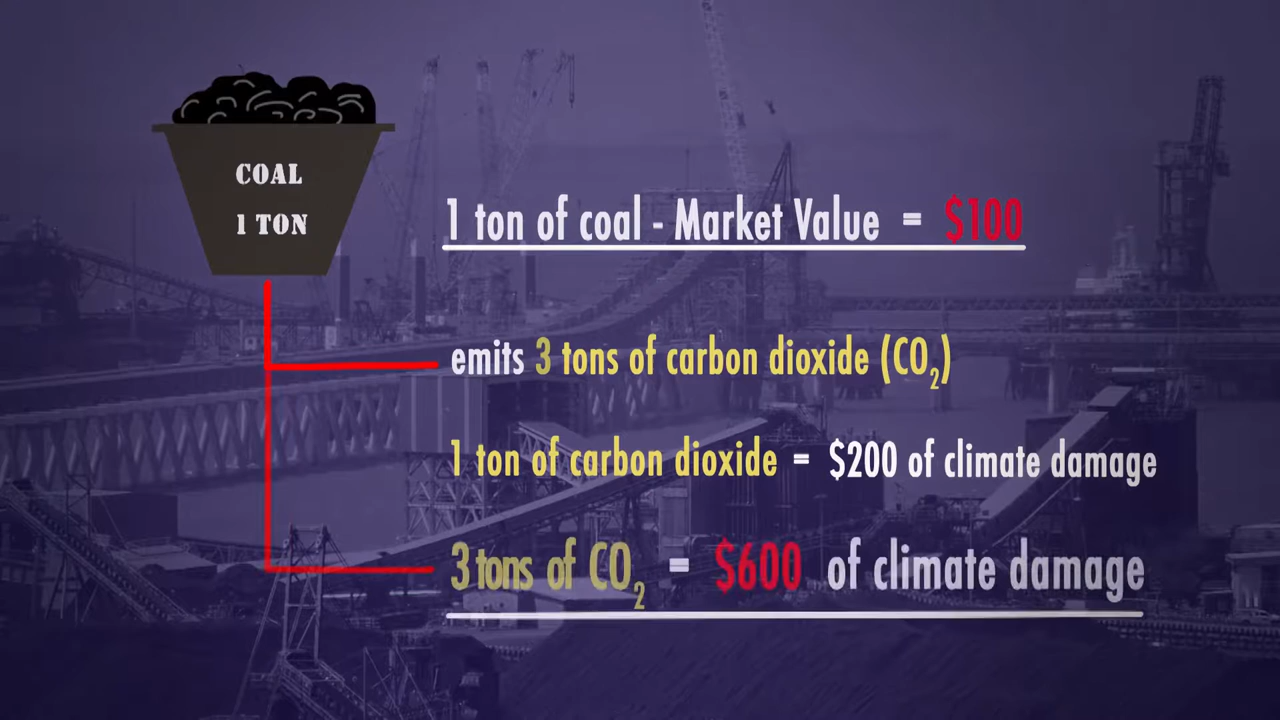 COAL
1 TON
1 ton of coal - Market Value = $100
emits 3 tons of carbon dioxide (CO₂)
1 ton of carbon dioxide = $200 of climate damage
3 tons of CO₂ = $600 of climate damage